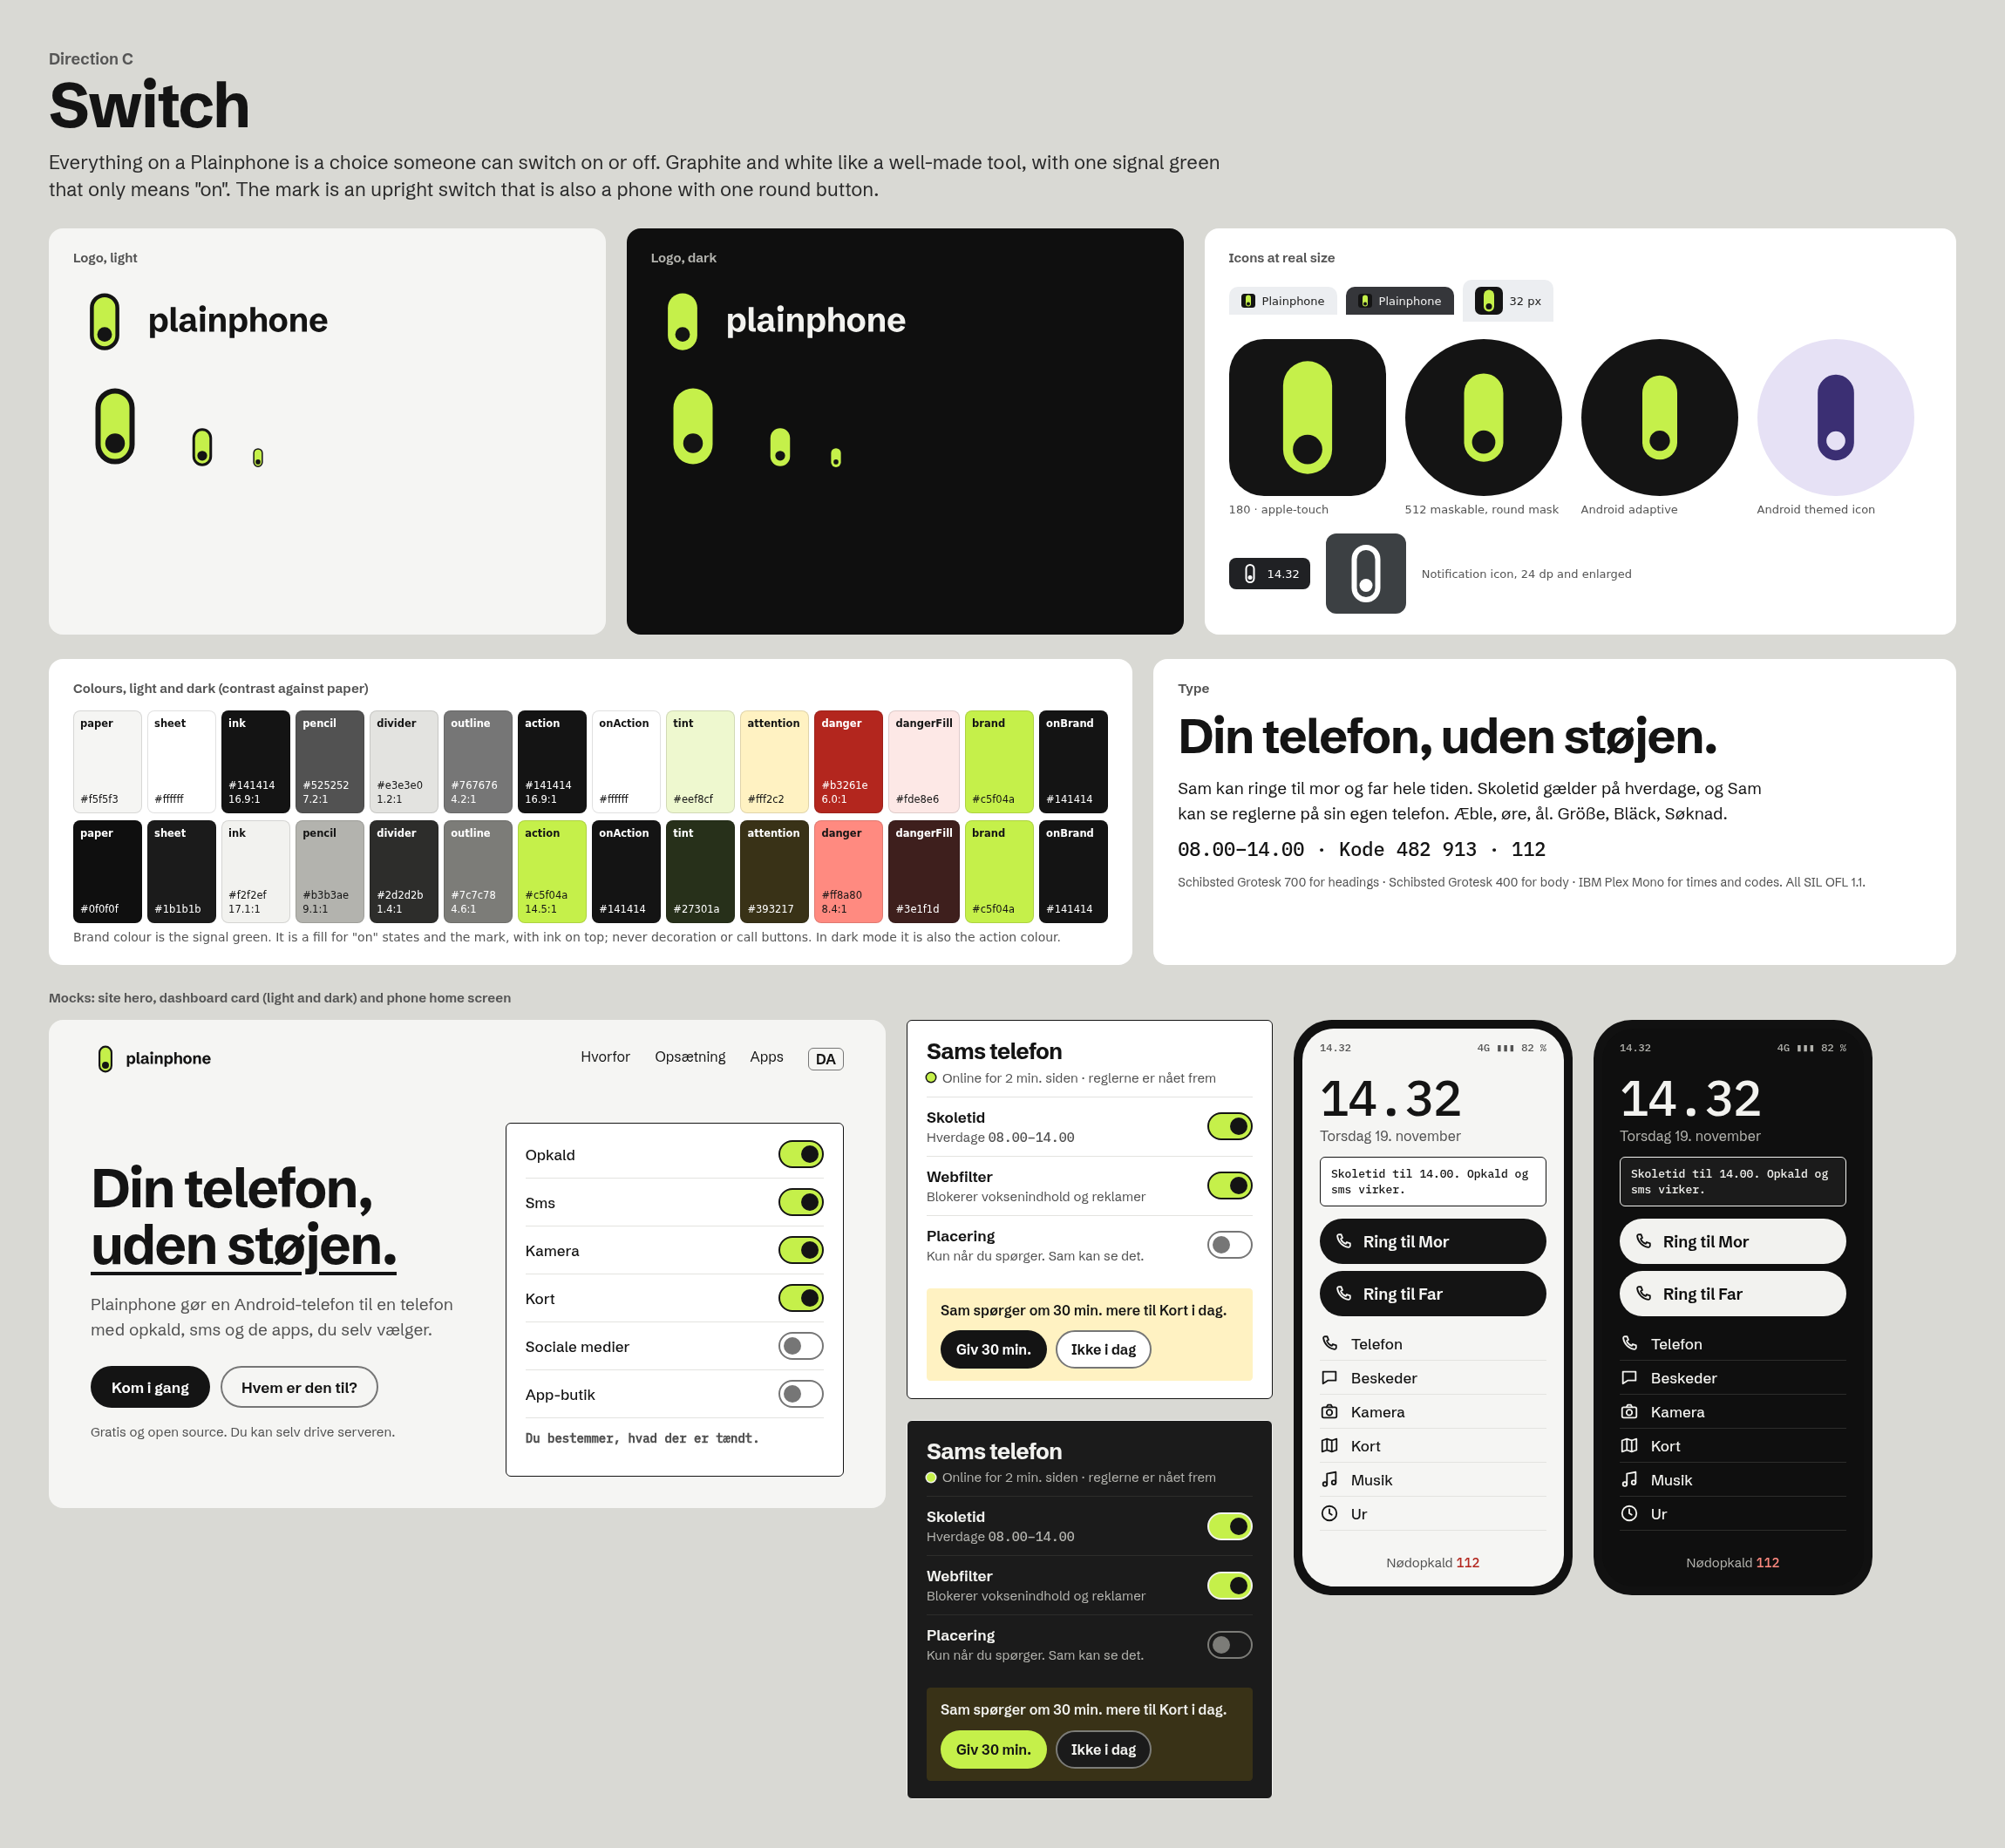 Direction C
Switch
Everything on a Plainphone is a choice someone can switch on or off. Graphite and white like a well-made tool, with one signal green
that only means "on". The mark is an upright switch that is also a phone with one round button.
Logo, light
plainphone
Logo, dark
plainphone
Icons at real size
Plainphone
Plainphone
32 px
180 · apple-touch
512 maskable, round mask
Android adaptive
Android themed icon
14.32
Notification icon, 24 dp and enlarged
Colours, light and dark (contrast against paper)
paper
#f5f5f3
sheet
#ffffff
ink
#141414
16.9:1
pencil
#525252
7.2:1
divider
#e3e3e0
1.2:1
outline
#767676
4.2:1
action
#141414
16.9:1
onAction
#ffffff
tint
#eef8cf
attention
#fff2c2
danger
#b3261e
6.0:1
dangerFill
#fde8e6
brand
#c5f04a
onBrand
#141414
paper
#0f0f0f
sheet
#1b1b1b
ink
#f2f2ef
17.1:1
pencil
#b3b3ae
9.1:1
divider
#2d2d2b
1.4:1
outline
#7c7c78
4.6:1
action
#c5f04a
14.5:1
onAction
#141414
tint
#27301a
attention
#393217
danger
#ff8a80
8.4:1
dangerFill
#3e1f1d
brand
#c5f04a
onBrand
#141414
Brand colour is the signal green. It is a fill for "on" states and the mark, with ink on top; never decoration or call buttons. In dark mode it is also the action colour.
Type
Din telefon, uden støjen.
Sam kan ringe til mor og far hele tiden. Skoletid gælder på hverdage, og Sam
kan se reglerne på sin egen telefon. Æble, øre, ål. Größe, Bläck, Søknad.
08.00–14.00 · Kode 482 913 · 112
Schibsted Grotesk 700 for headings · Schibsted Grotesk 400 for body · IBM Plex Mono for times and codes. All SIL OFL 1.1.
Mocks: site hero, dashboard card (light and dark) and phone home screen
plainphone
Hvorfor
Opsætning
Apps
DA
Din telefon,
uden støjen.
Plainphone gør en Android-telefon til en telefon
med opkald, sms og de apps, du selv vælger.
Kom i gang
Hvem er den til?
Gratis og open source. Du kan selv drive serveren.
Opkald
Sms
Kamera
Kort
Sociale medier
App-butik
Du bestemmer, hvad der er tændt.
Sams telefon
Online for 2 min. siden · reglerne er nået frem
Skoletid
Hverdage 08.00–14.00
Webfilter
Blokerer voksenindhold og reklamer
Placering
Kun når du spørger. Sam kan se det.
Sam spørger om 30 min. mere til Kort i dag.
Giv 30 min.
Ikke i dag
Sams telefon
Online for 2 min. siden · reglerne er nået frem
Skoletid
Hverdage 08.00–14.00
Webfilter
Blokerer voksenindhold og reklamer
Placering
Kun når du spørger. Sam kan se det.
Sam spørger om 30 min. mere til Kort i dag.
Giv 30 min.
Ikke i dag
14.32
4G 82 %
14.32
Torsdag 19. november
Skoletid til 14.00. Opkald og
sms virker.
Ring til Mor
Ring til Far
Telefon
Beskeder
Kamera
Kort
Musik
Ur
Nødopkald 112
14.32
4G 82 %
14.32
Torsdag 19. november
Skoletid til 14.00. Opkald og
sms virker.
Ring til Mor
Ring til Far
Telefon
Beskeder
Kamera
Kort
Musik
Ur
Nødopkald 112